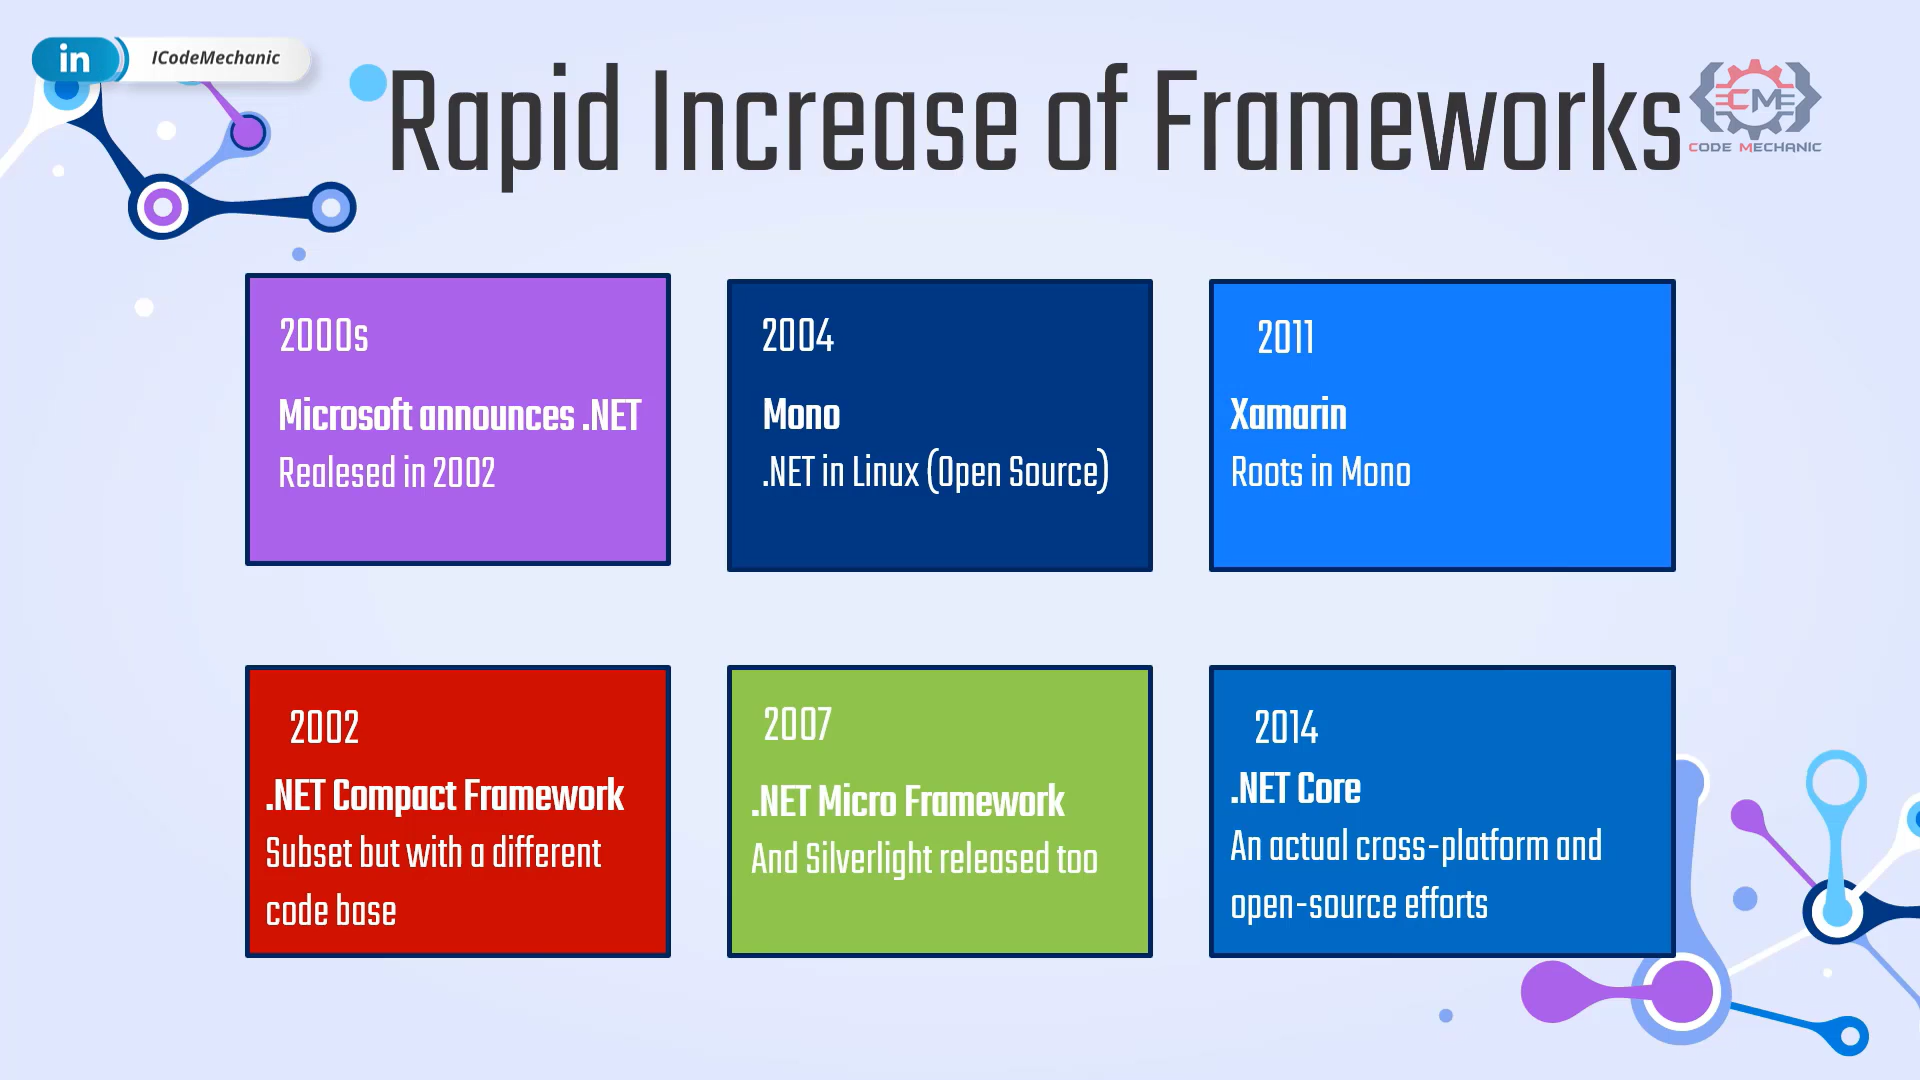 in ICodeMechanic
Rapid Increase of Frameworks
CME
CODE MECHANIC
2000s
Microsoft announces .NET
Realesed in 2002
2004
Mono
.NET in Linux (Open Source)
2011
Xamarin
Roots in Mono
2002
.NET Compact Framework
Subset but with a different
code base
2007
.NET Micro Framework
And Silverlight released too
2014
.NET Core
An actual cross-platform and
open-source efforts